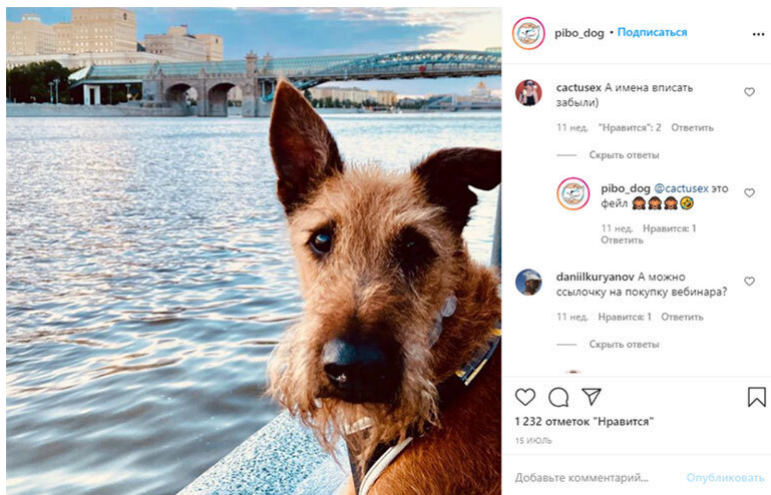 pibo_dog • Подписаться
cactusex А имена вписать
забыли)
11 нед. "Нравится": 2 Ответить
Скрыть ответы
pibo_dog @cactusex это
фейл 🙈🙈🙈🤣
11 нед. Нравится: 1
Ответить
daniilkuryanov А можно
ссылочку на покупку вебинара?
11 нед. Нравится: 1 Ответить
Скрыть ответы
1 232 отметок "Нравится"
15 ИЮЛЬ
Добавьте комментарий... Опубликовать